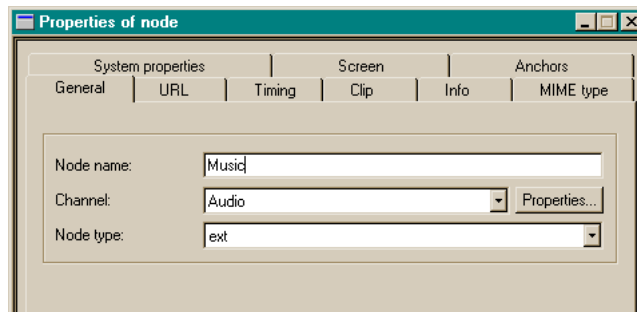 Properties of node
System properties Screen Anchors
General URL Timing Clip Info MIME type
Node name: Music
Channel: Audio Properties...
Node type: ext